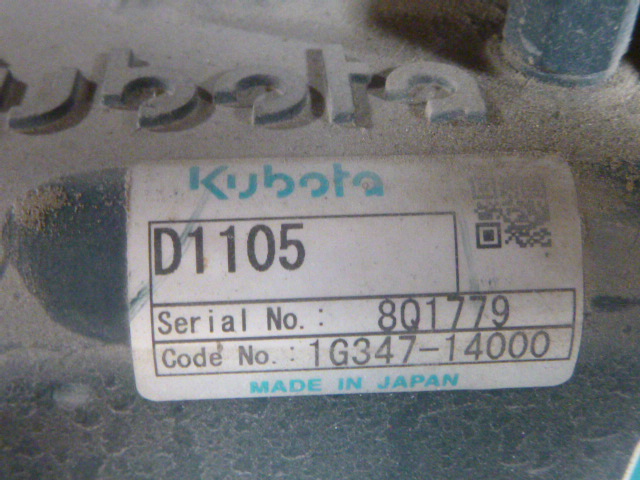 Kubota
Kubota
D1105
Serial No.: 8Q1779
Code No.: 1G347-14000
MADE IN JAPAN